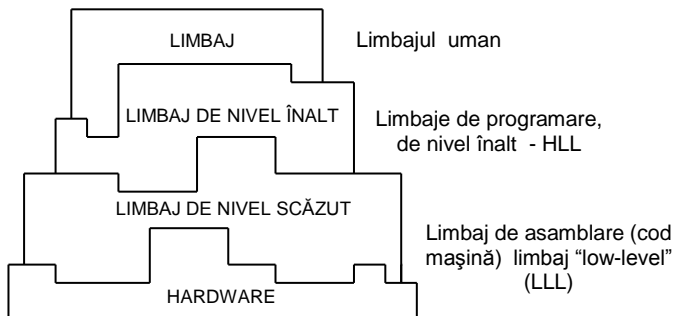 LIMBAJ
Limbajul uman
LIMBAJ DE NIVEL ÎNALT
Limbaje de programare,
de nivel înalt - HLL
LIMBAJ DE NIVEL SCĂZUT
Limbaj de asamblare (cod
maşină) limbaj “low-level”
(LLL)
HARDWARE